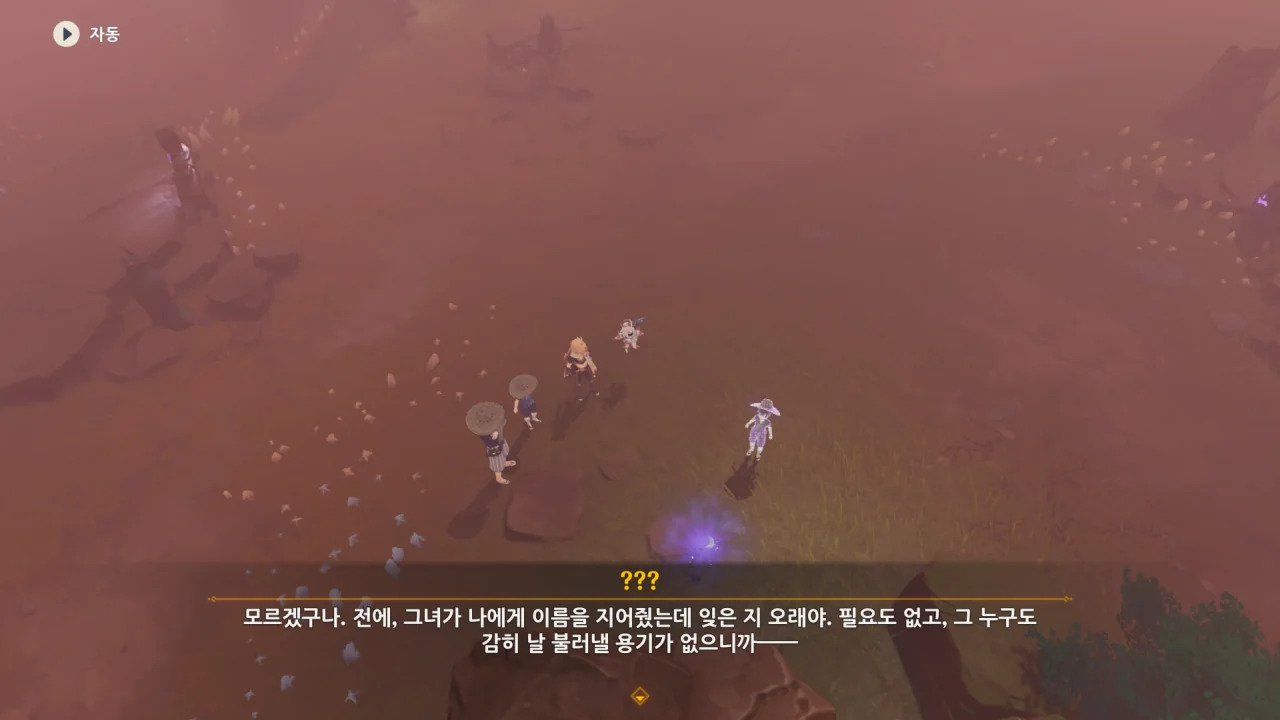 자동
???
모르겠구나. 전에, 그녀가 나에게 이름을 지어줬는데 잊은 지 오래야. 필요도 없고, 그 누구도
감히 날 불러낼 용기가 없으니까——